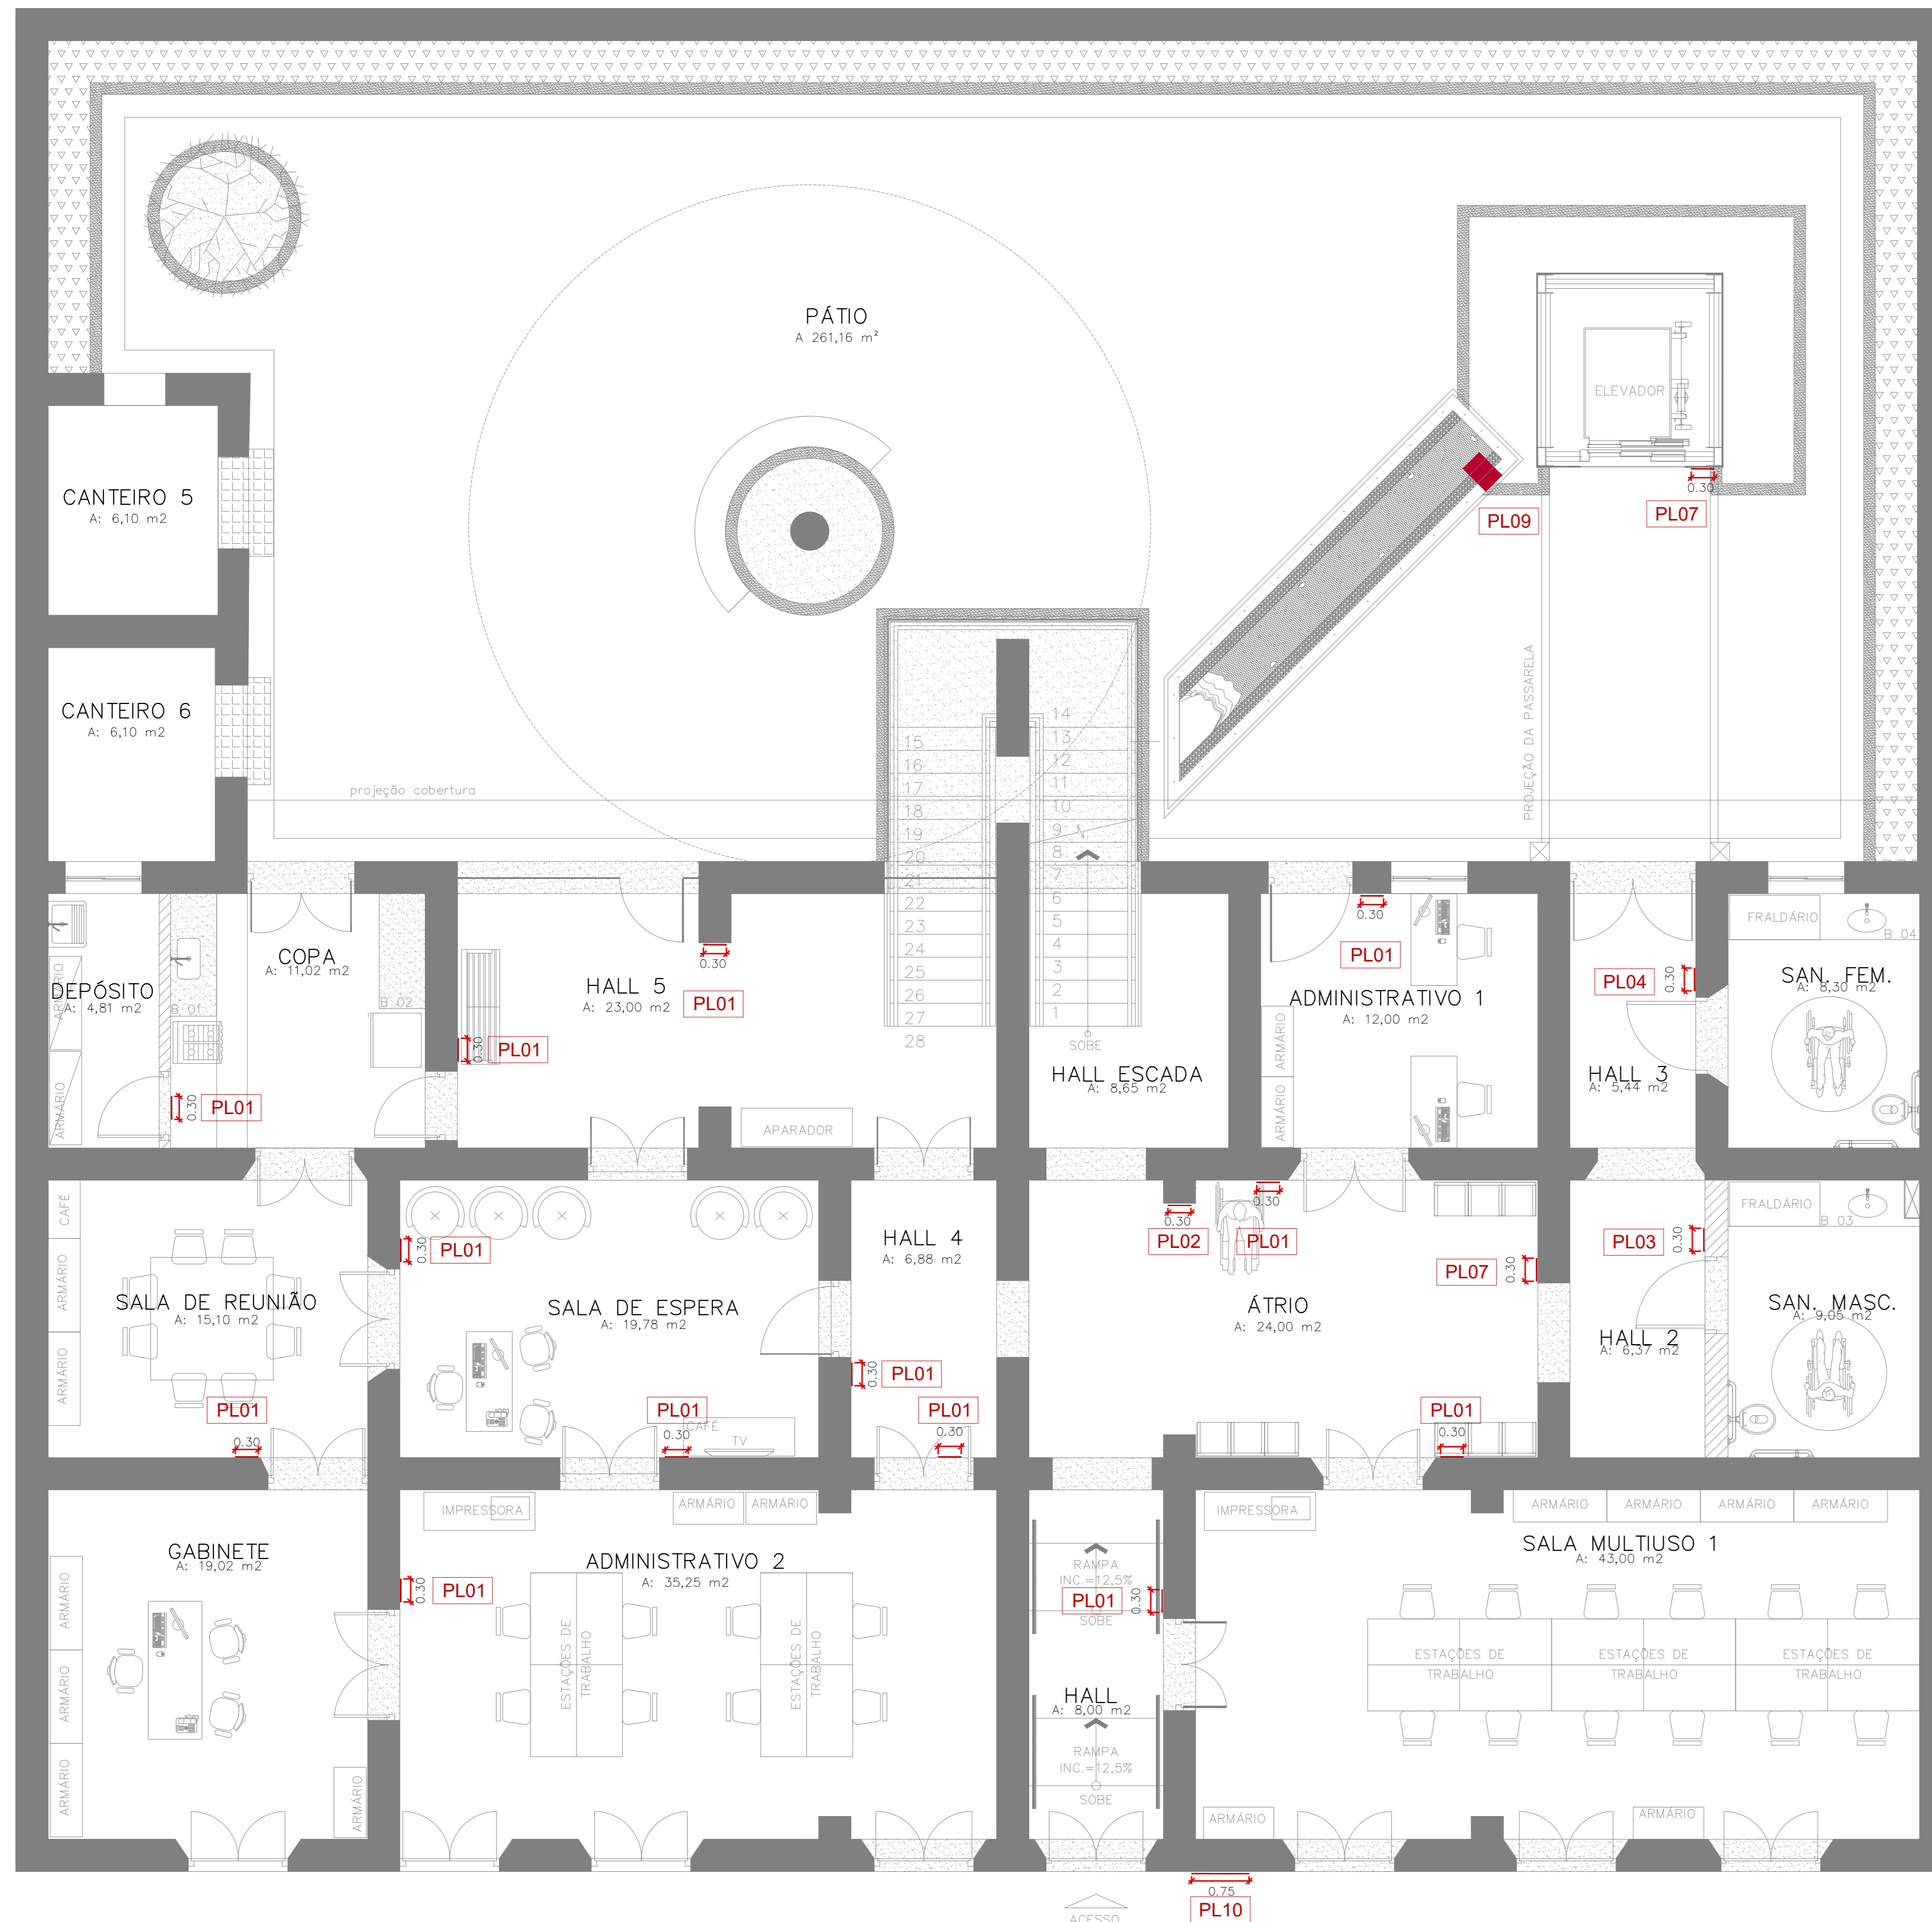 PÁTIO
A 261,16 m²
ELEVADOR
0.30
PL09
PL07
CANTEIRO 5
A: 6,10 m2
CANTEIRO 6
A: 6,10 m2
PROJEÇÃO DA PASSARELA
projeção cobertura
14
15
13
16
12
17
11
18
10
19
9
20
8
21
7
22
6
23
5
24
4
25
3
26
2
27
1
28
SOBE
DEPÓSITO
A: 4,81 m2
ARMÁRIO
ARMÁRIO
B 01
COPA
A: 11,02 m2
B 02
0.30
PL01
HALL 5
A: 23,00 m2
0.30
PL01
0.30
PL01
APARADOR
HALL ESCADA
A: 8,65 m2
0.30
PL01
ADMINISTRATIVO 1
A: 12,00 m2
ARMÁRIO
ARMÁRIO
PL04
0.30
HALL 3
A: 5,44 m2
FRALDÁRIO
B 04
SAN. FEM.
A: 8,30 m2
CAFÉ
ARMÁRIO
ARMÁRIO
SALA DE REUNIÃO
A: 15,10 m2
PL01
0.30
0.30
PL01
SALA DE ESPERA
A: 19,78 m2
PL01
0.30
CAFÉ
TV
HALL 4
A: 6,88 m2
0.30
PL01
PL01
0.30
0.30
PL02
0.30
PL01
PL07
0.30
ÁTRIO
A: 24,00 m2
PL01
0.30
PL03
0.30
HALL 2
A: 6,37 m2
FRALDÁRIO
B 03
SAN. MASC.
A: 9,05 m2
GABINETE
A: 19,02 m2
ARMÁRIO
ARMÁRIO
ARMÁRIO
ARMÁRIO
IMPRESSORA
ARMÁRIO
ARMÁRIO
ADMINISTRATIVO 2
A: 35,25 m2
0.30
PL01
ESTAÇÕES DE
TRABALHO
ESTAÇÕES DE
TRABALHO
RAMPA
INC.=12,5%
PL01
0.30
SOBE
HALL
A: 8,00 m2
RAMPA
INC.=12,5%
SOBE
IMPRESSORA
ARMÁRIO
ARMÁRIO
ARMÁRIO
ARMÁRIO
SALA MULTIUSO 1
A: 43,00 m2
ESTAÇÕES DE
TRABALHO
ESTAÇÕES DE
TRABALHO
ESTAÇÕES DE
TRABALHO
ARMÁRIO
ARMÁRIO
0.75
PL10
ACESSO